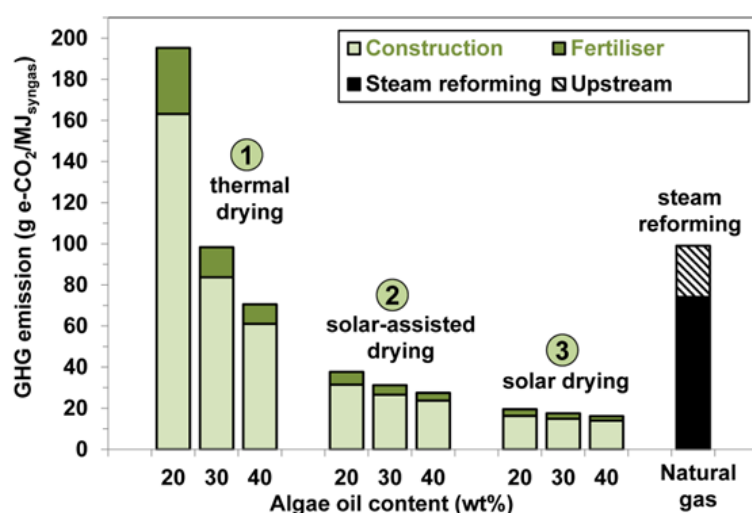 GHG emission (g e-CO₂/MJsyngas)
200
180
160
140
120
100
80
60
40
20
0
Construction
Fertiliser
Steam reforming
Upstream
1
thermal
drying
2
solar-assisted
drying
3
solar drying
steam
reforming
20 30 40 20 30 40 20 30 40 Natural
gas
Algae oil content (wt%)